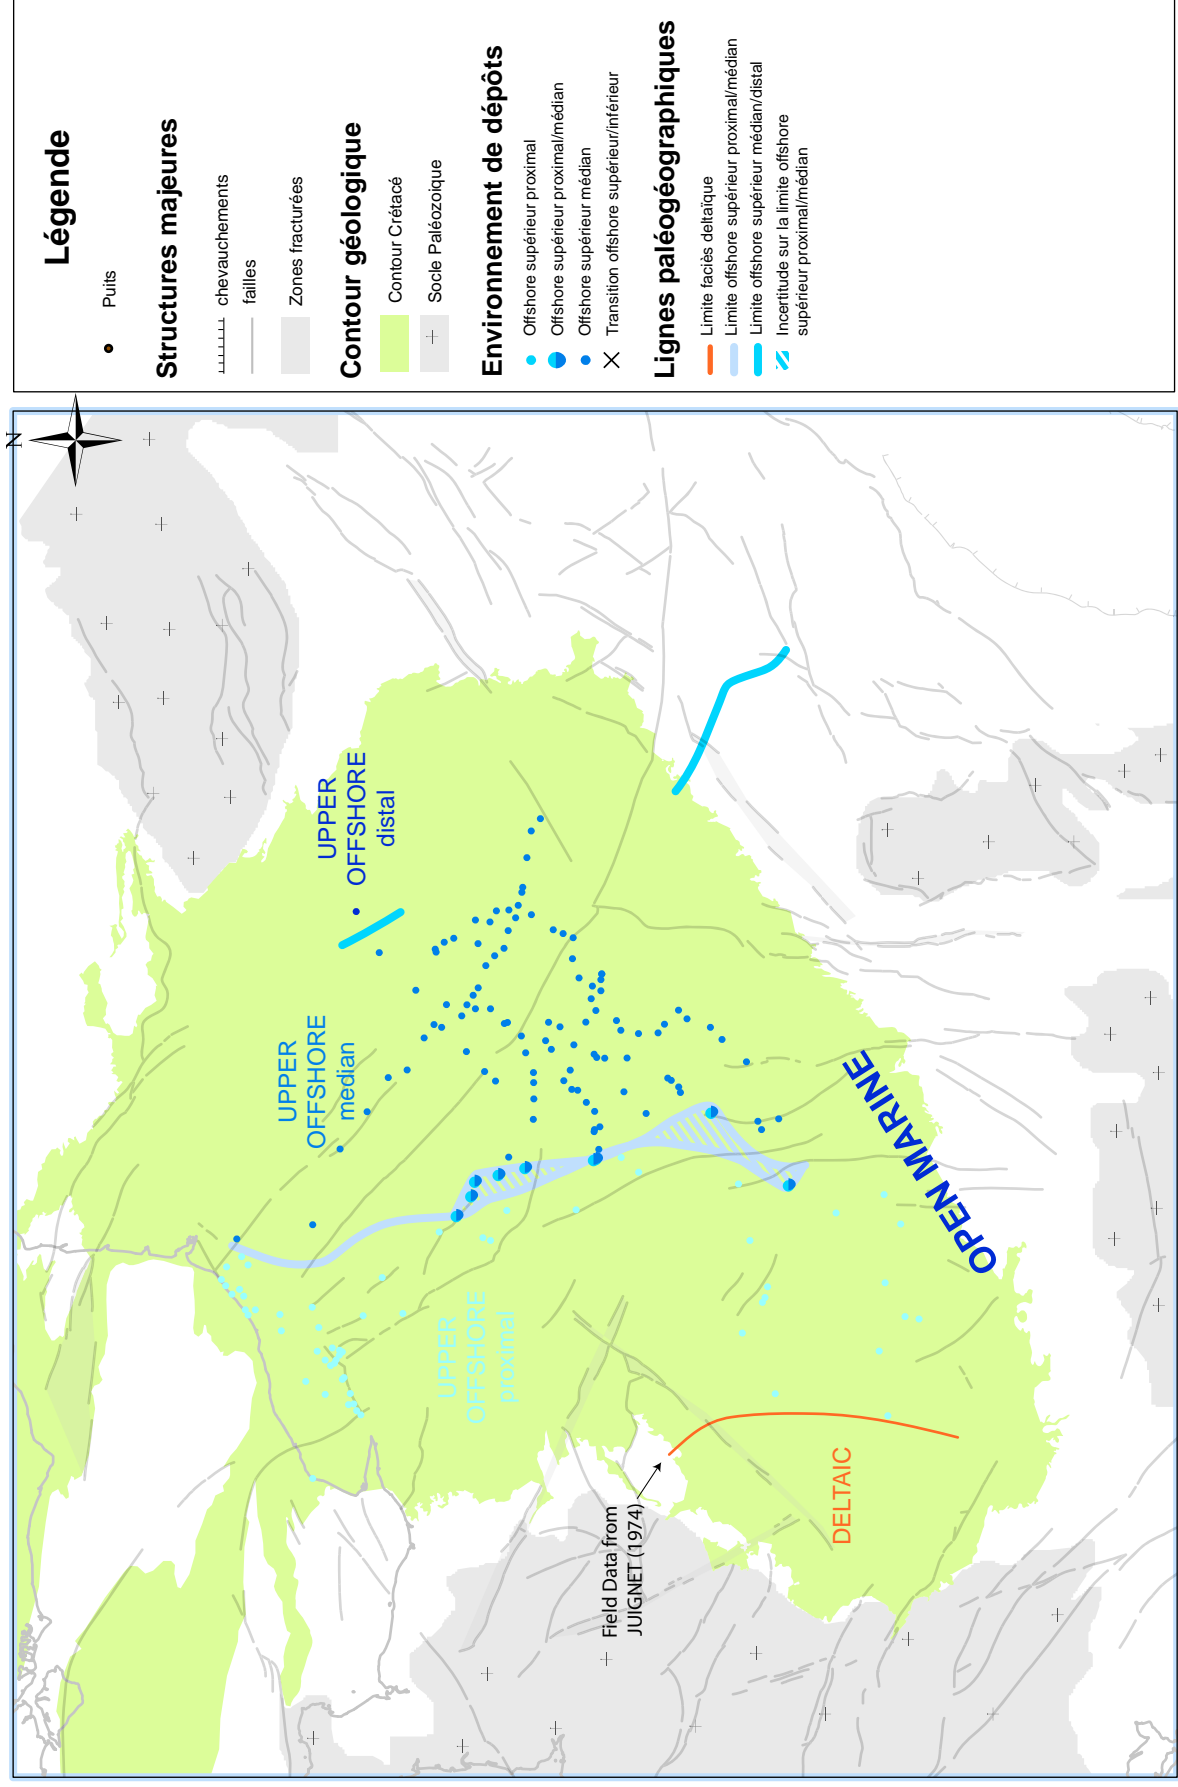 Légende
Puits
Structures majeures
chevauchements
failles
Zones fracturées
Contour géologique
Contour Crétacé
Socle Paléozoique
Environnement de dépôts
Offshore supérieur proximal
Offshore supérieur proximal/médian
Offshore supérieur médian
Transition offshore supérieur/inférieur
Lignes paléogéographiques
Limite faciès deltaïque
Limite offshore supérieur proximal/médian
Limite offshore supérieur médian/distal
Incertitude sur la limite offshore
supérieur proximal/médian
N
UPPER
OFFSHORE
distal
UPPER
OFFSHORE
median
UPPER
OFFSHORE
proximal
OPEN MARINE
DELTAIC
Field Data from
JUIGNET (1974)